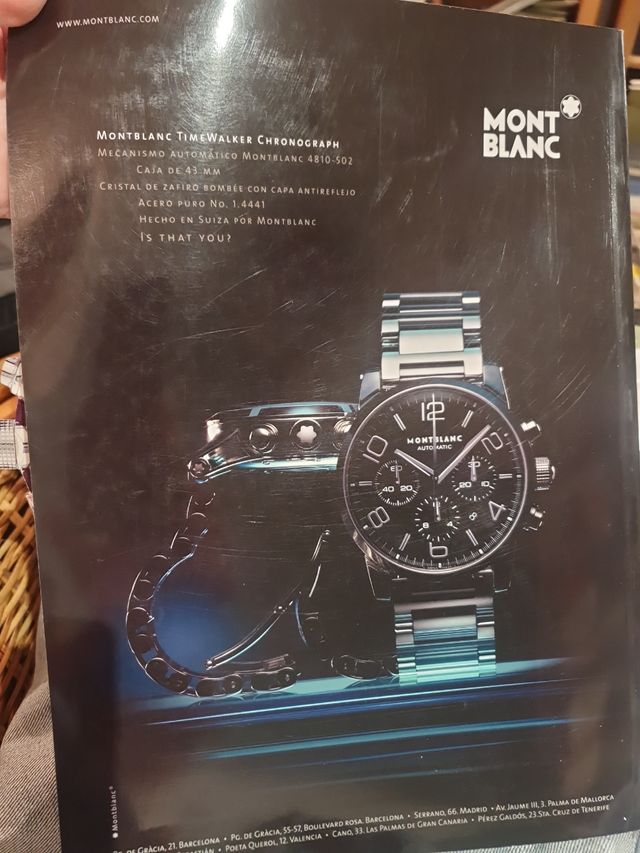 WWW.MONTBLANC.COM
MONT
BLANC
MONTBLANC TIMEWALKER CHRONOGRAPH
MECANISMO AUTOMÁTICO MONTBLANC 4810-502
CAJA DE 43 MM
CRISTAL DE ZAFIRO BOMBÉE CON CAPA ANTIREFLEJO
ACERO PURO NO. 1.4441
HECHO EN SUIZA POR MONTBLANC
IS THAT YOU?
12
MONTBLANC
AUTOMATIC
10
60
40 20
20 10
8
4
6
Montblanc®
DE GRÀCIA, 21. BARCELONA • PG. DE GRÀCIA, 55-57, BOULEVARD ROSA. BARCELONA • SERRANO, 66. MADRID • AV. JAUME III, 3. PALMA DE MALLORCA
• POETA QUEROL, 12. VALENCIA • CANO, 33. LAS PALMAS DE GRAN CANARIA • PÉREZ GALDÓS, 23. STA. CRUZ DE TENERIFE